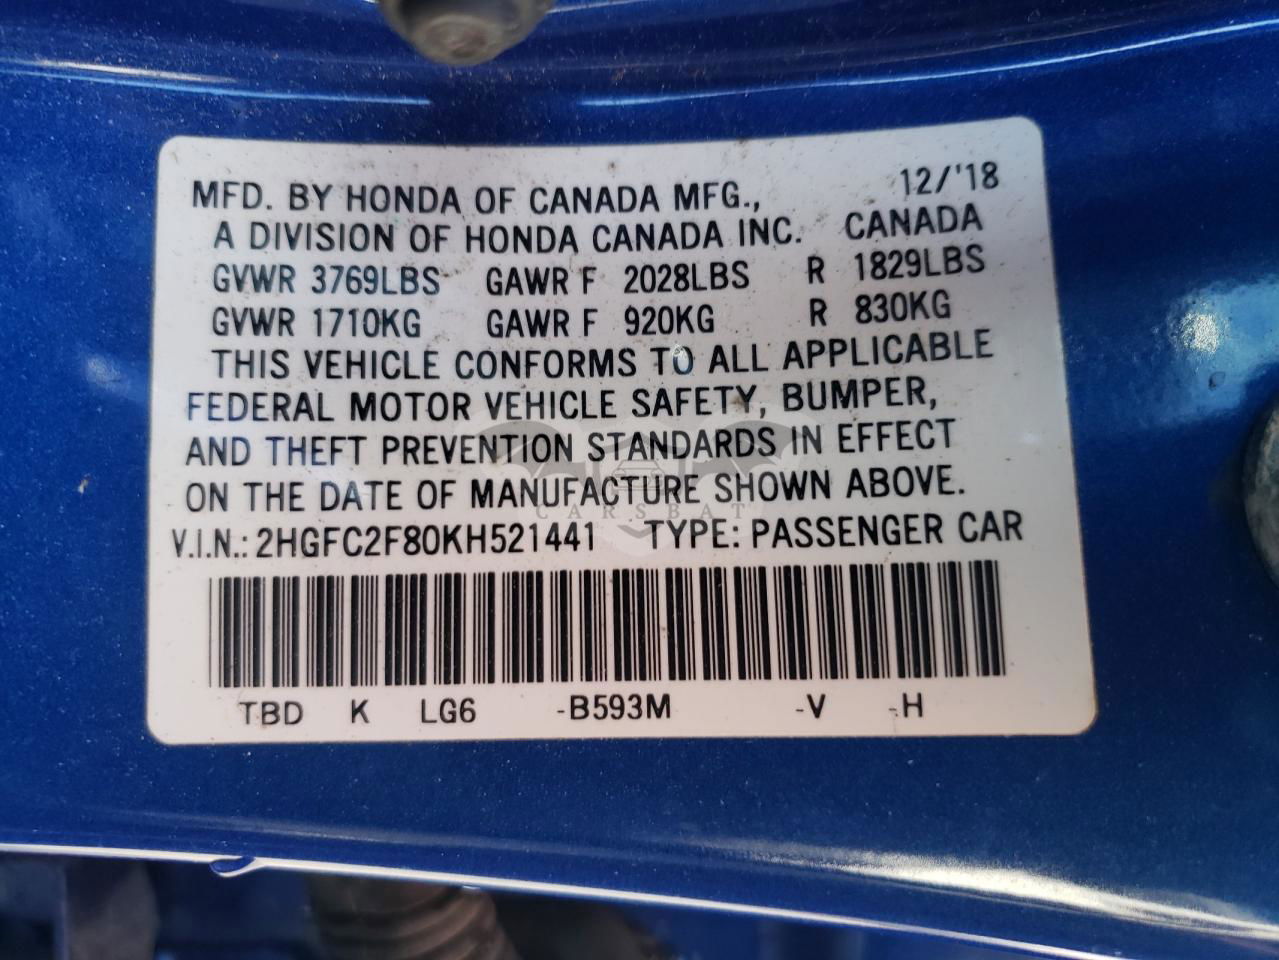 MFD. BY HONDA OF CANADA MFG., 12/'18
A DIVISION OF HONDA CANADA INC. CANADA
GVWR 3769LBS GAWR F 2028LBS R 1829LBS
GVWR 1710KG GAWR F 920KG R 830KG
THIS VEHICLE CONFORMS TO ALL APPLICABLE
FEDERAL MOTOR VEHICLE SAFETY, BUMPER,
AND THEFT PREVENTION STANDARDS IN EFFECT
ON THE DATE OF MANUFACTURE SHOWN ABOVE.
CARSBAT
V.I.N.: 2HGFC2F80KH521441 TYPE: PASSENGER CAR
TBD K LG6 -B593M -V -H